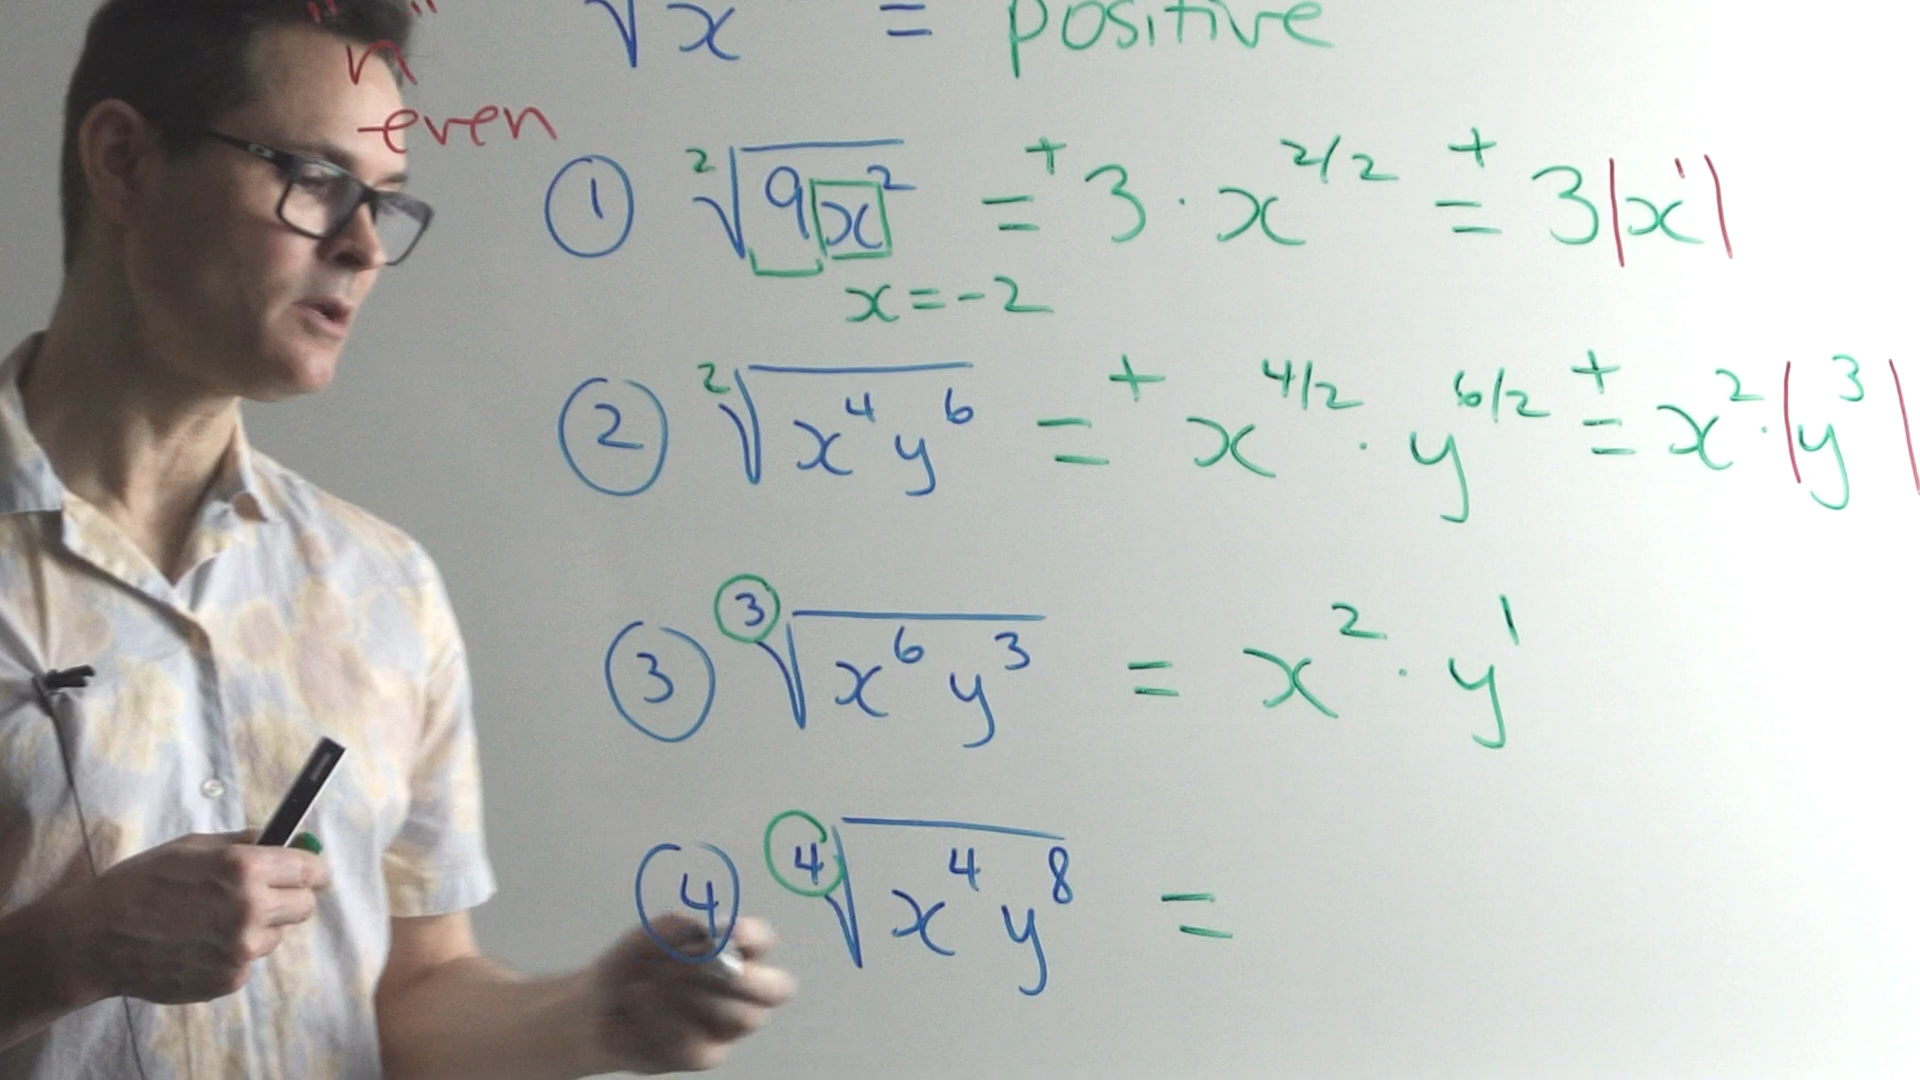 √x = positive
"n"
even
① ²√9x² =⁺ 3 · x^2/2 =⁺ 3|x¹|
x = -2
② ²√x⁴y⁶ =⁺ x^4/2 · y^6/2 =⁺ x² · |y³|
③ ³√x⁶y³ = x² · y¹
④ ⁴√x⁴y⁸ =